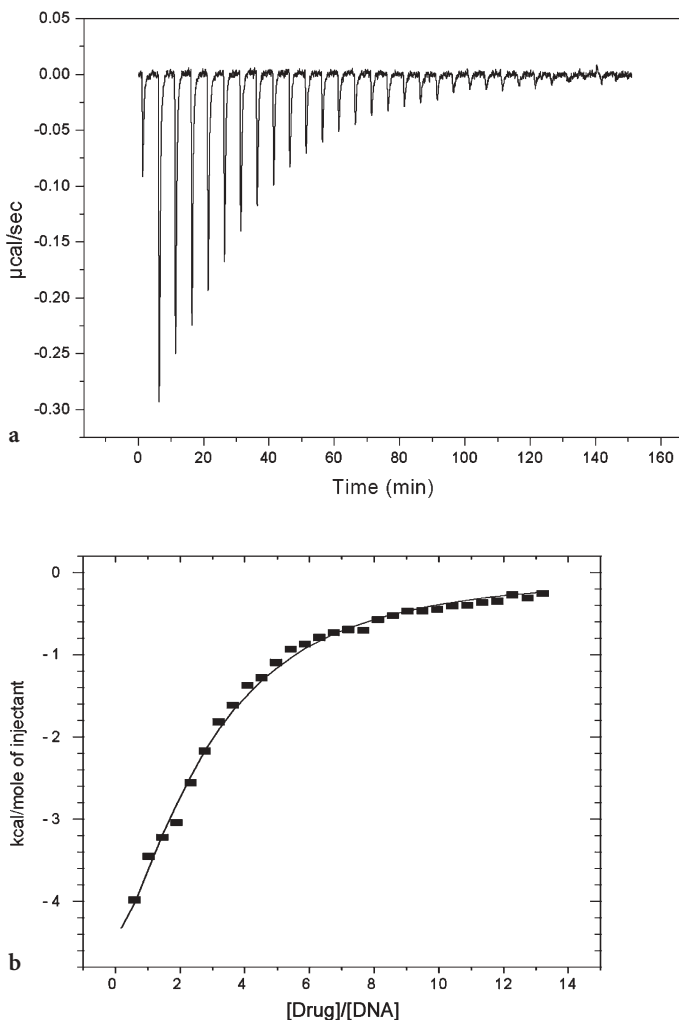 0.05
0.00
-0.05
-0.10
-0.15
-0.20
-0.25
-0.30
µcal/sec
0 20 40 60 80 100 120 140 160
Time (min)
a
0
- 1
- 2
- 3
- 4
kcal/mole of injectant
0 2 4 6 8 10 12 14
[Drug]/[DNA]
b